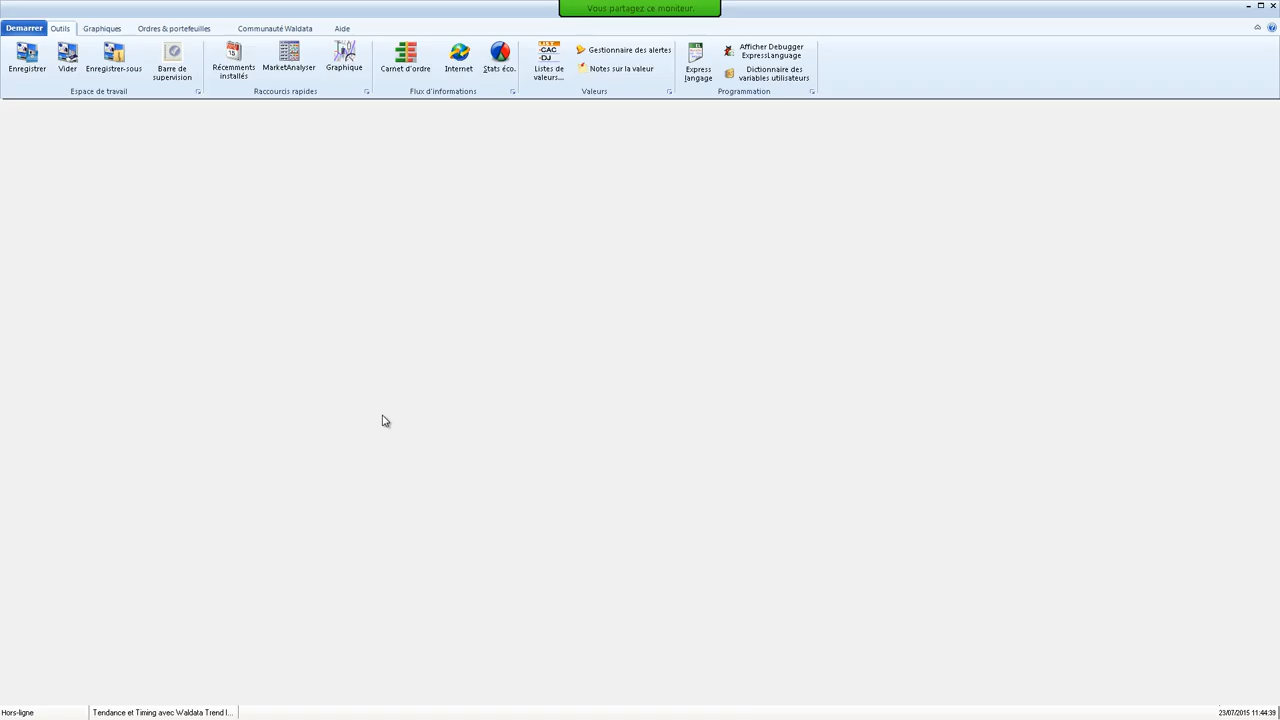 Vous partagez ce moniteur.
Demarrer
Outils
Graphiques
Ordres & portefeuilles
Communauté Waldata
Aide
Enregistrer
Vider
Enregistrer-sous
Barre de
supervision
Espace de travail
Récemments
installés
MarketAnalyser
Graphique
Raccourcis rapides
Carnet d'ordre
Internet
Stats éco.
Flux d'informations
LIST
CAC
DJ
Listes de
valeurs...
Gestionnaire des alertes
Notes sur la valeur
Valeurs
Express
langage
Afficher Debugger
ExpressLanguage
Dictionnaire des
variables utilisateurs
Programmation
Hors-ligne
Tendance et Timing avec Waldata Trend I...
23/07/2015 11:44:39